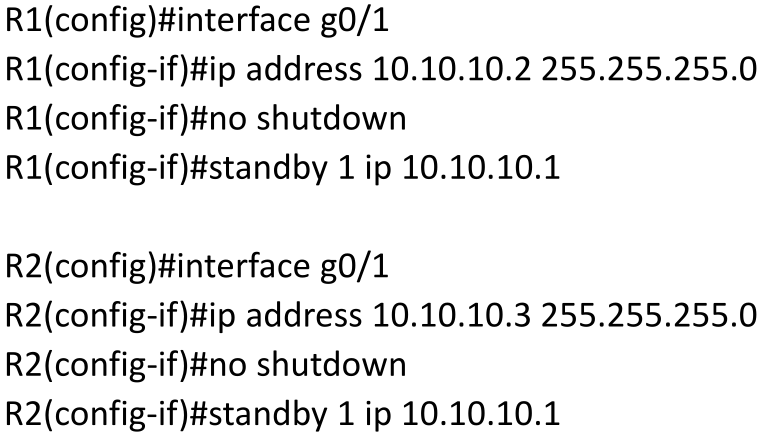 R1(config)#interface g0/1
R1(config-if)#ip address 10.10.10.2 255.255.255.0
R1(config-if)#no shutdown
R1(config-if)#standby 1 ip 10.10.10.1
R2(config)#interface g0/1
R2(config-if)#ip address 10.10.10.3 255.255.255.0
R2(config-if)#no shutdown
R2(config-if)#standby 1 ip 10.10.10.1